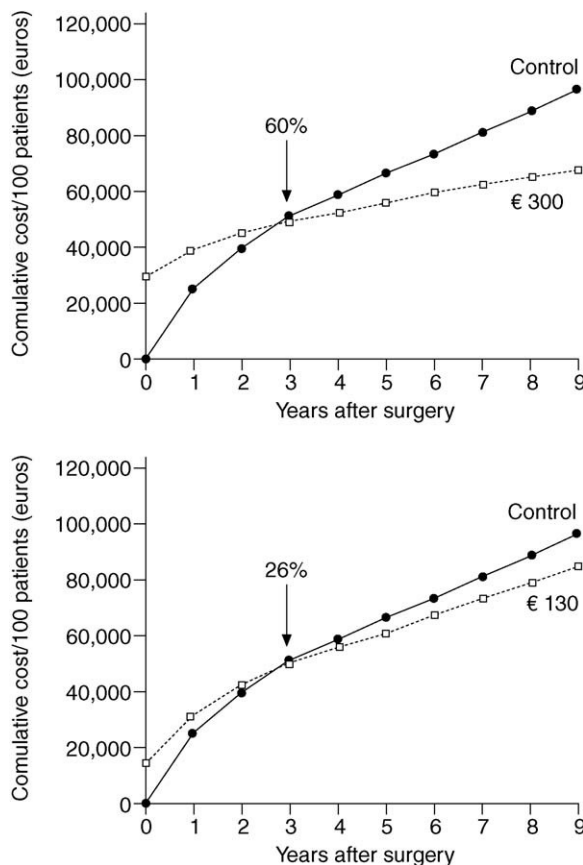 Comulative cost/100 patients (euros)
120,000
100,000
80,000
60,000
40,000
20,000
0
Control
60%
€ 300
0 1 2 3 4 5 6 7 8 9
Years after surgery
Comulative cost/100 patients (euros)
120,000
100,000
80,000
60,000
40,000
20,000
0
Control
26%
€ 130
0 1 2 3 4 5 6 7 8 9
Years after surgery